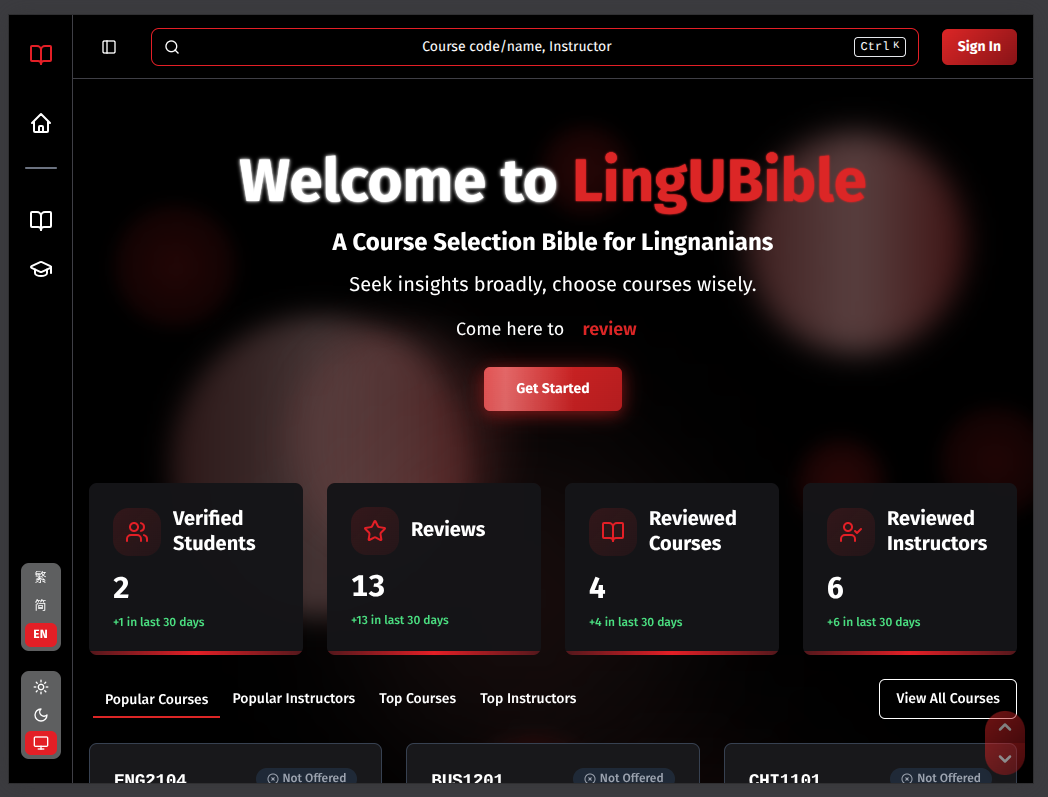 Course code/name, Instructor
Ctrl K
Sign In
Welcome to LingUBible
A Course Selection Bible for Lingnanians
Seek insights broadly, choose courses wisely.
Come here to review
Get Started
Verified
Students
2
+1 in last 30 days
Reviews
13
+13 in last 30 days
Reviewed
Courses
4
+4 in last 30 days
Reviewed
Instructors
6
+6 in last 30 days
繁
简
EN
Popular Courses
Popular Instructors
Top Courses
Top Instructors
View All Courses
ENG2104
Not Offered
BUS1201
Not Offered
CHI1101
Not Offered